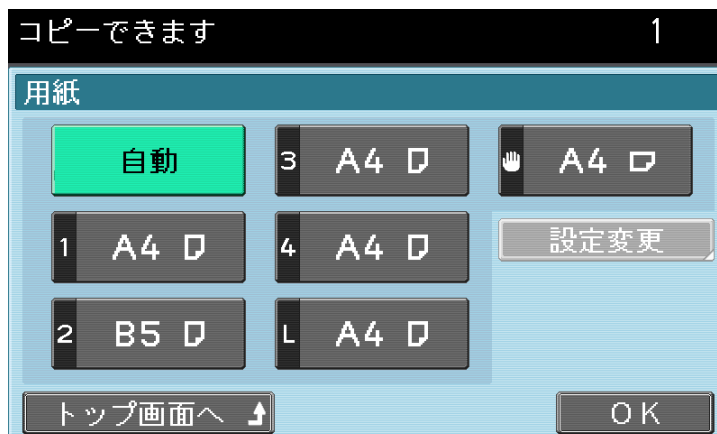 コピーできます 1
用紙
自動
3 A4
A4
1 A4
4 A4
設定変更
2 B5
L A4
トップ画面へ
OK